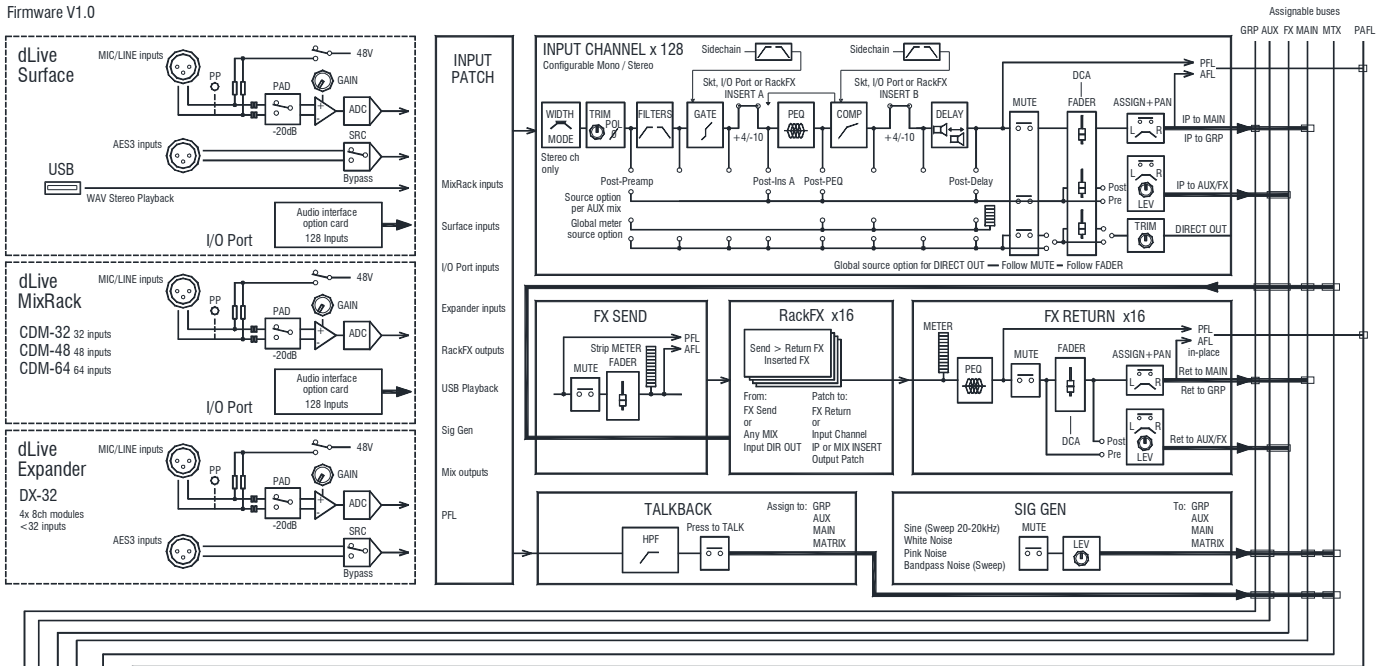 Firmware V1.0
Assignable buses
GRP AUX FX MAIN MTX PAFL
dLive
Surface
MIC/LINE inputs
PP
48V
GAIN
PAD
-20dB
+
-
ADC
SRC
AES3 inputs
Bypass
USB
WAV Stereo Playback
Audio interface
option card
128 Inputs
I/O Port
dLive
MixRack
MIC/LINE inputs
PP
48V
GAIN
PAD
-20dB
+
-
ADC
CDM-32 32 inputs
CDM-48 48 inputs
CDM-64 64 inputs
Audio interface
option card
128 Inputs
I/O Port
dLive
Expander
MIC/LINE inputs
PP
48V
GAIN
PAD
-20dB
+
-
ADC
DX-32
4x 8ch modules
<32 inputs
AES3 inputs
SRC
Bypass
INPUT
PATCH
MixRack inputs
Surface inputs
I/O Port inputs
Expander inputs
RackFX outputs
USB Playback
Sig Gen
Mix outputs
PFL
INPUT CHANNEL x 128
Configurable Mono / Stereo
Sidechain
Sidechain
Skt, I/O Port or RackFX
INSERT A
Skt, I/O Port or RackFX
INSERT B
WIDTH
MODE
Stereo ch
only
TRIM
POL
FILTERS
GATE
+4/-10
PEQ
COMP
+4/-10
DELAY
MUTE
DCA
FADER
ASSIGN+PAN
L R
PFL
AFL
IP to MAIN
IP to GRP
Post-Preamp
Post-Ins A
Post-PEQ
Post-Delay
Source option
per AUX mix
Post
Pre
L R
LEV
IP to AUX/FX
Global meter
source option
TRIM
DIRECT OUT
Global source option for DIRECT OUT — Follow MUTE — Follow FADER
FX SEND
Strip METER
FADER
MUTE
PFL
AFL
RackFX x16
Send > Return FX
Inserted FX
From:
FX Send
or
Any MIX
Input DIR OUT
Patch to:
FX Return
or
Input Channel
IP or MIX INSERT
Output Patch
FX RETURN x16
METER
PEQ
MUTE
FADER
DCA
ASSIGN+PAN
L R
PFL
AFL
in-place
Ret to MAIN
Ret to GRP
Post
Pre
L R
LEV
Ret to AUX/FX
TALKBACK
HPF
Press to TALK
Assign to: GRP
AUX
MAIN
MATRIX
SIG GEN
Sine (Sweep 20-20kHz)
White Noise
Pink Noise
Bandpass Noise (Sweep)
MUTE
LEV
To: GRP
AUX
MAIN
MATRIX